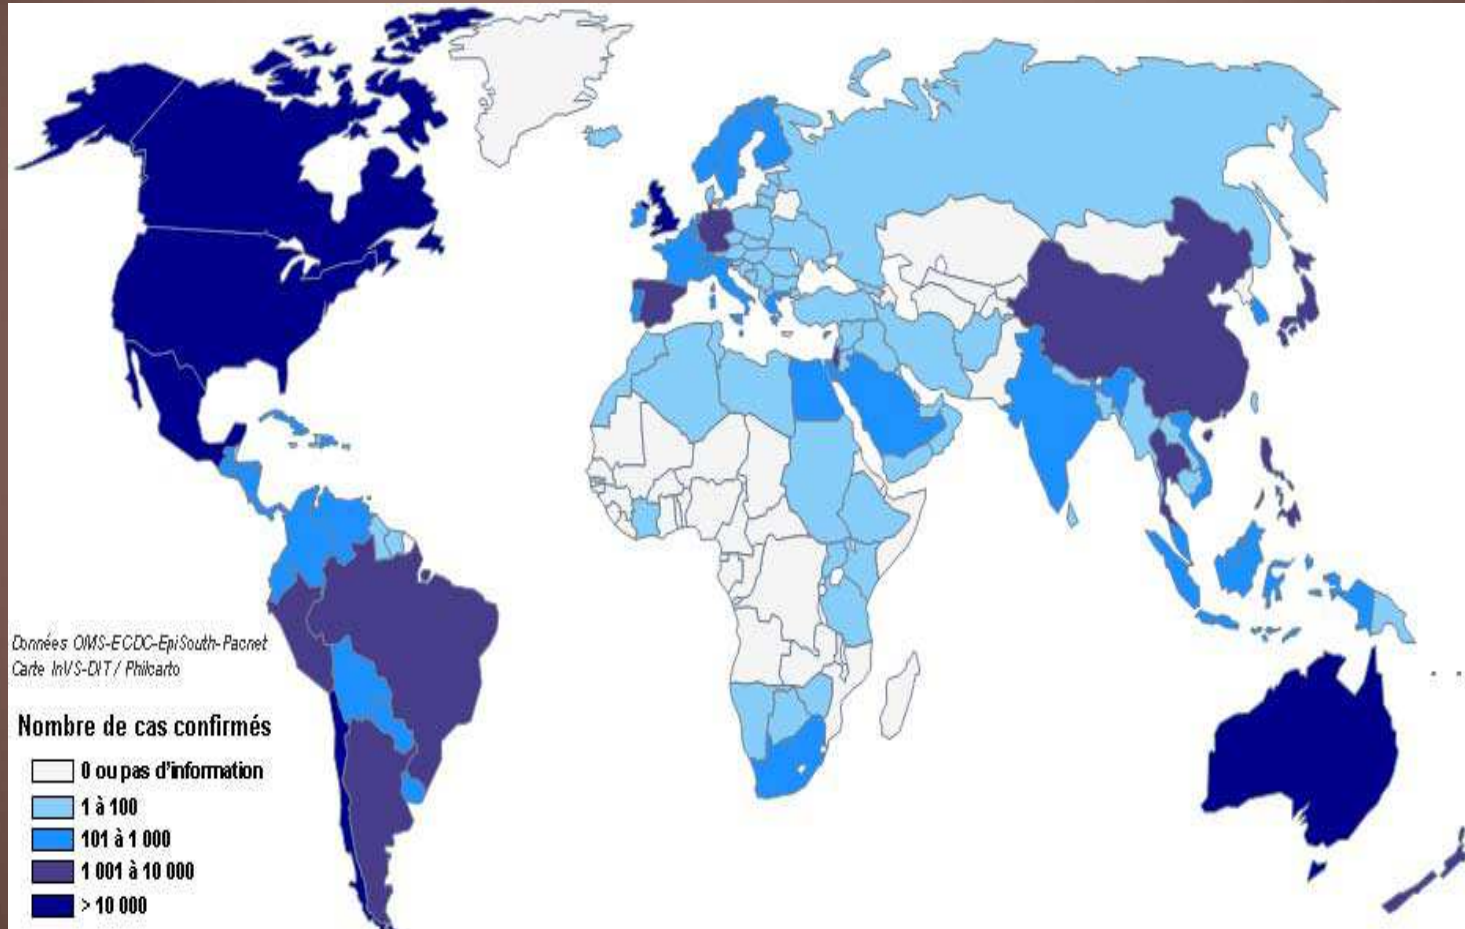 Données OMS-ECDC-EpiSouth-Pacnet
Carte InVS-DIT / Philcarto
Nombre de cas confirmés
0 ou pas d'information
1 à 100
101 à 1 000
1 001 à 10 000
> 10 000